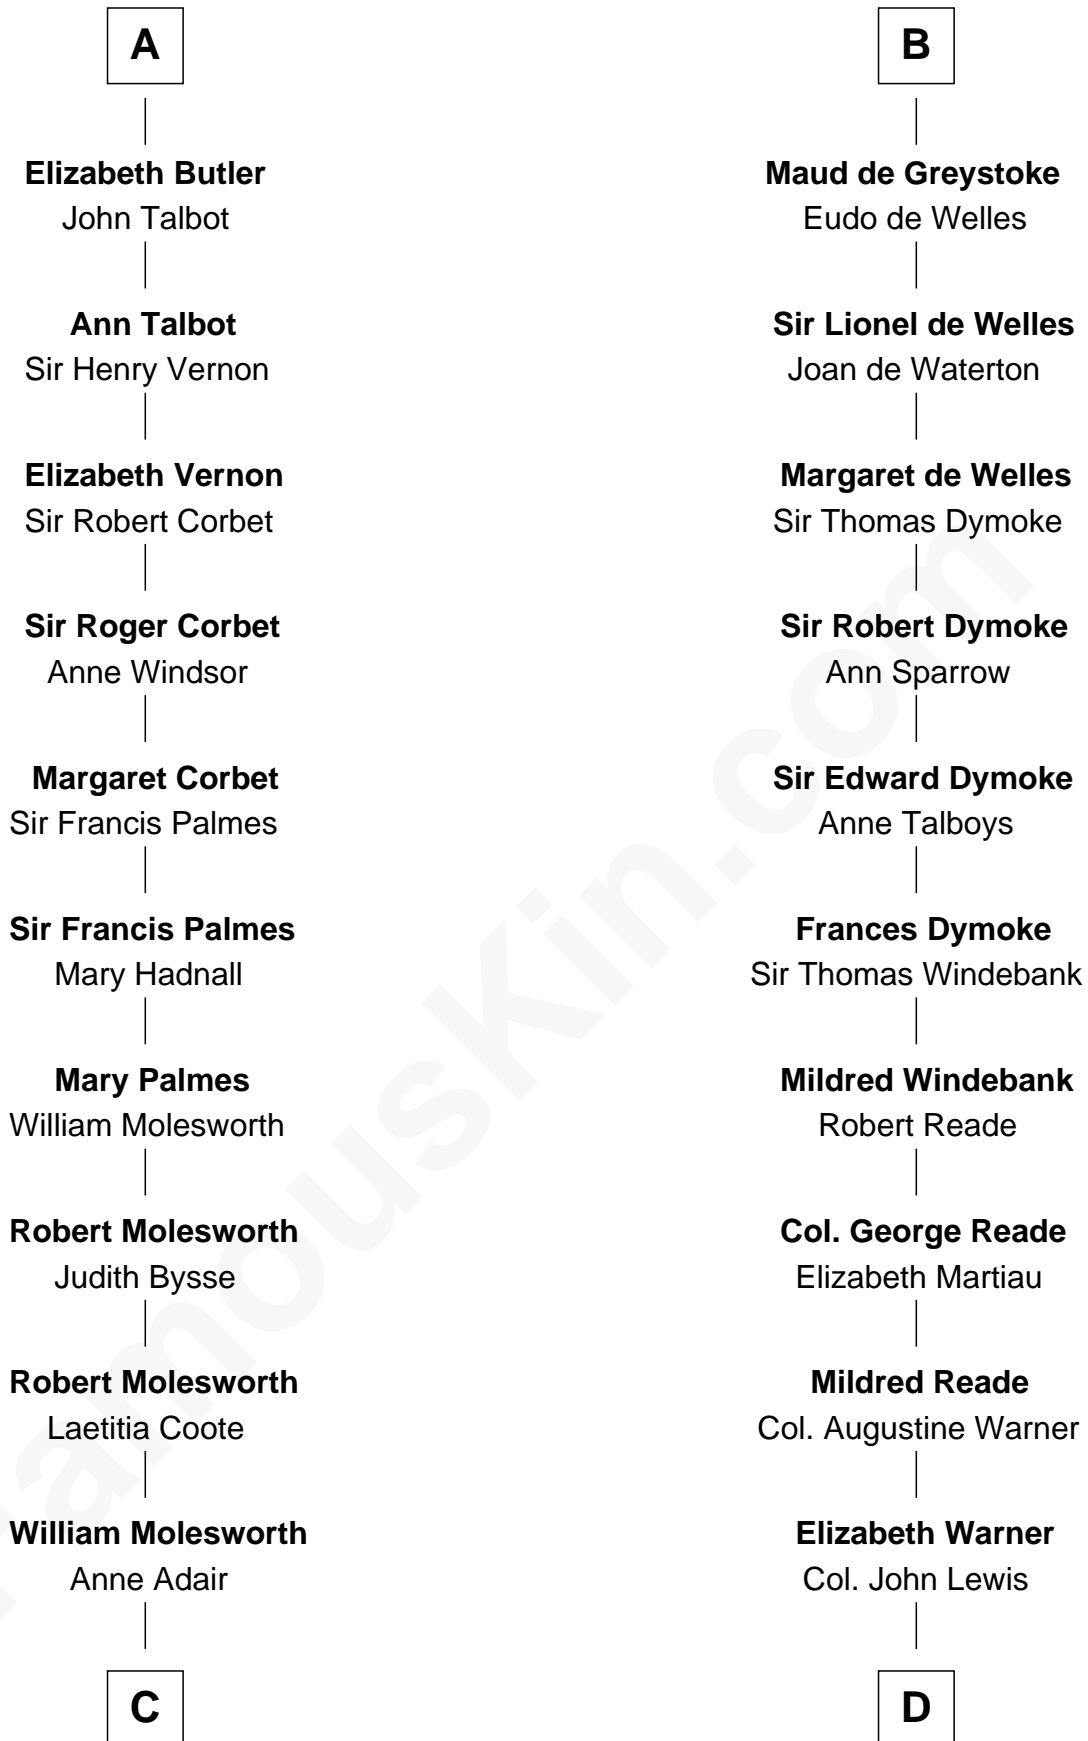 A
Elizabeth Butler
John Talbot
Ann Talbot
Sir Henry Vernon
Elizabeth Vernon
Sir Robert Corbet
Sir Roger Corbet
Anne Windsor
Margaret Corbet
Sir Francis Palmes
Sir Francis Palmes
Mary Hadnall
Mary Palmes
William Molesworth
Robert Molesworth
Judith Bysse
Robert Molesworth
Laetitia Coote
William Molesworth
Anne Adair
C
B
Maud de Greystoke
Eudo de Welles
Sir Lionel de Welles
Joan de Waterton
Margaret de Welles
Sir Thomas Dymoke
Sir Robert Dymoke
Ann Sparrow
Sir Edward Dymoke
Anne Talboys
Frances Dymoke
Sir Thomas Windebank
Mildred Windebank
Robert Reade
Col. George Reade
Elizabeth Martiau
Mildred Reade
Col. Augustine Warner
Elizabeth Warner
Col. John Lewis
D
FamousKin.com